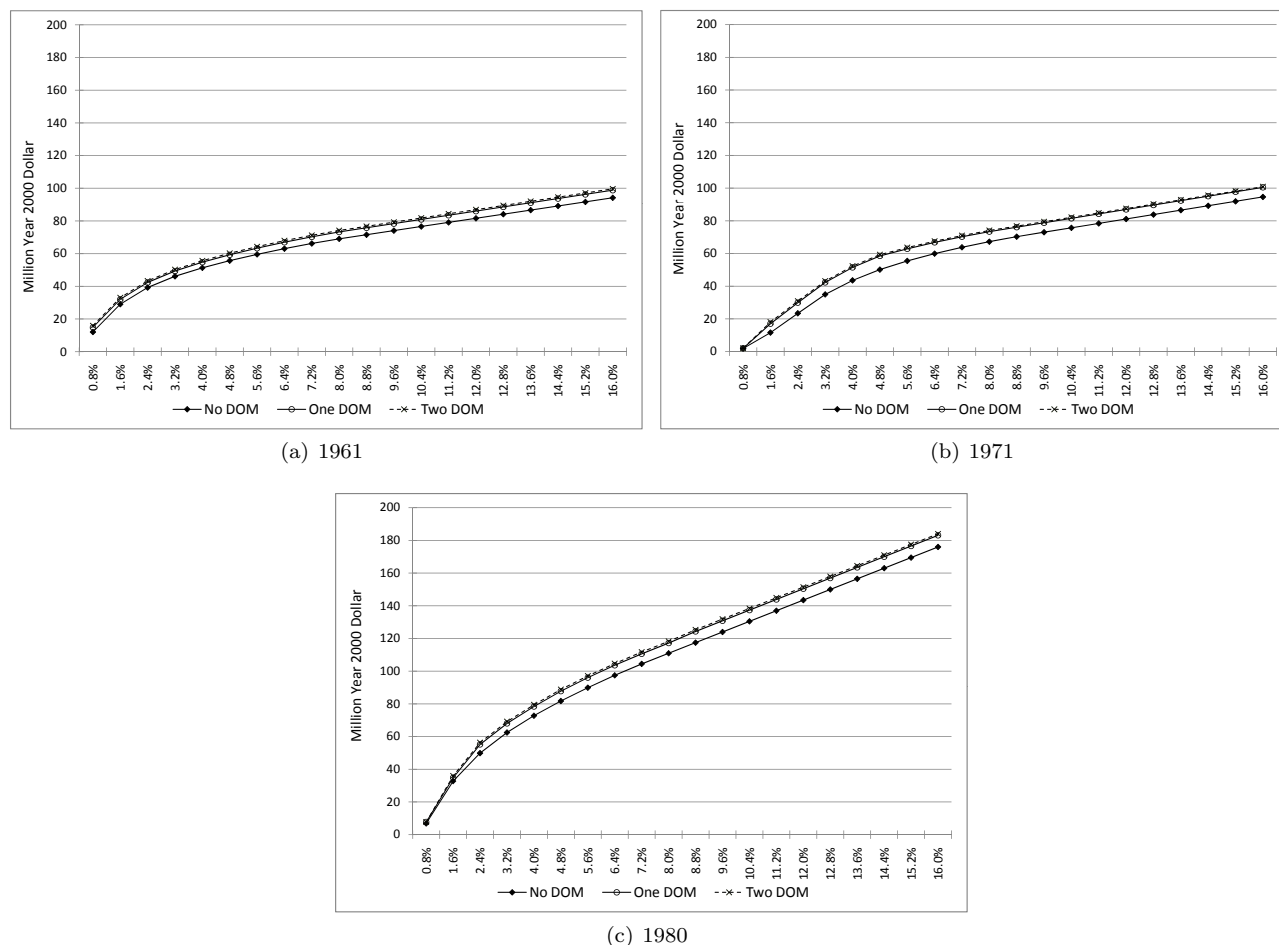 Million Year 2000 Dollar
200
180
160
140
120
100
80
60
40
20
0
0.8% 1.6% 2.4% 3.2% 4.0% 4.8% 5.6% 6.4% 7.2% 8.0% 8.8% 9.6% 10.4% 11.2% 12.0% 12.8% 13.6% 14.4% 15.2% 16.0%
No DOM One DOM Two DOM
(a) 1961
Million Year 2000 Dollar
200
180
160
140
120
100
80
60
40
20
0
0.8% 1.6% 2.4% 3.2% 4.0% 4.8% 5.6% 6.4% 7.2% 8.0% 8.8% 9.6% 10.4% 11.2% 12.0% 12.8% 13.6% 14.4% 15.2% 16.0%
No DOM One DOM Two DOM
(b) 1971
Million Year 2000 Dollar
200
180
160
140
120
100
80
60
40
20
0
0.8% 1.6% 2.4% 3.2% 4.0% 4.8% 5.6% 6.4% 7.2% 8.0% 8.8% 9.6% 10.4% 11.2% 12.0% 12.8% 13.6% 14.4% 15.2% 16.0%
No DOM One DOM Two DOM
(c) 1980